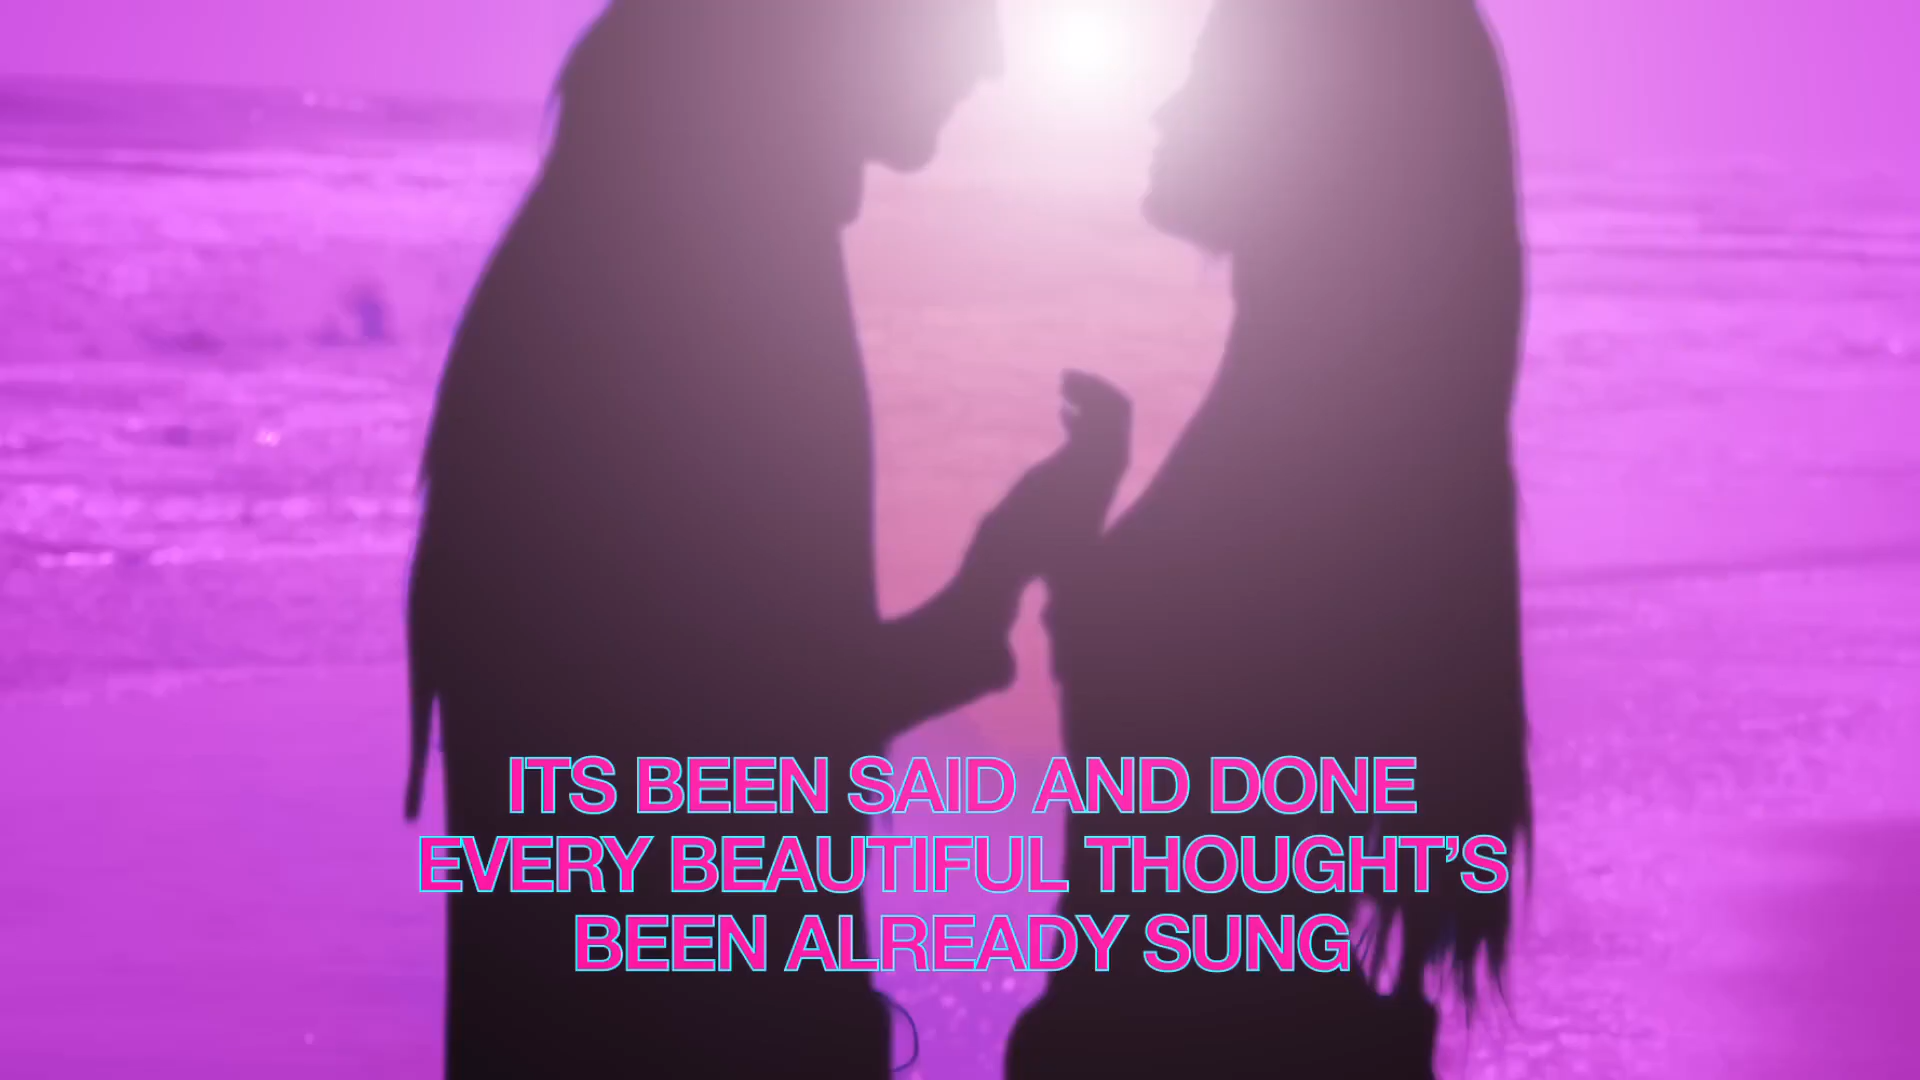 ITS BEEN SAID AND DONE
EVERY BEAUTIFUL THOUGHT’S
BEEN ALREADY SUNG